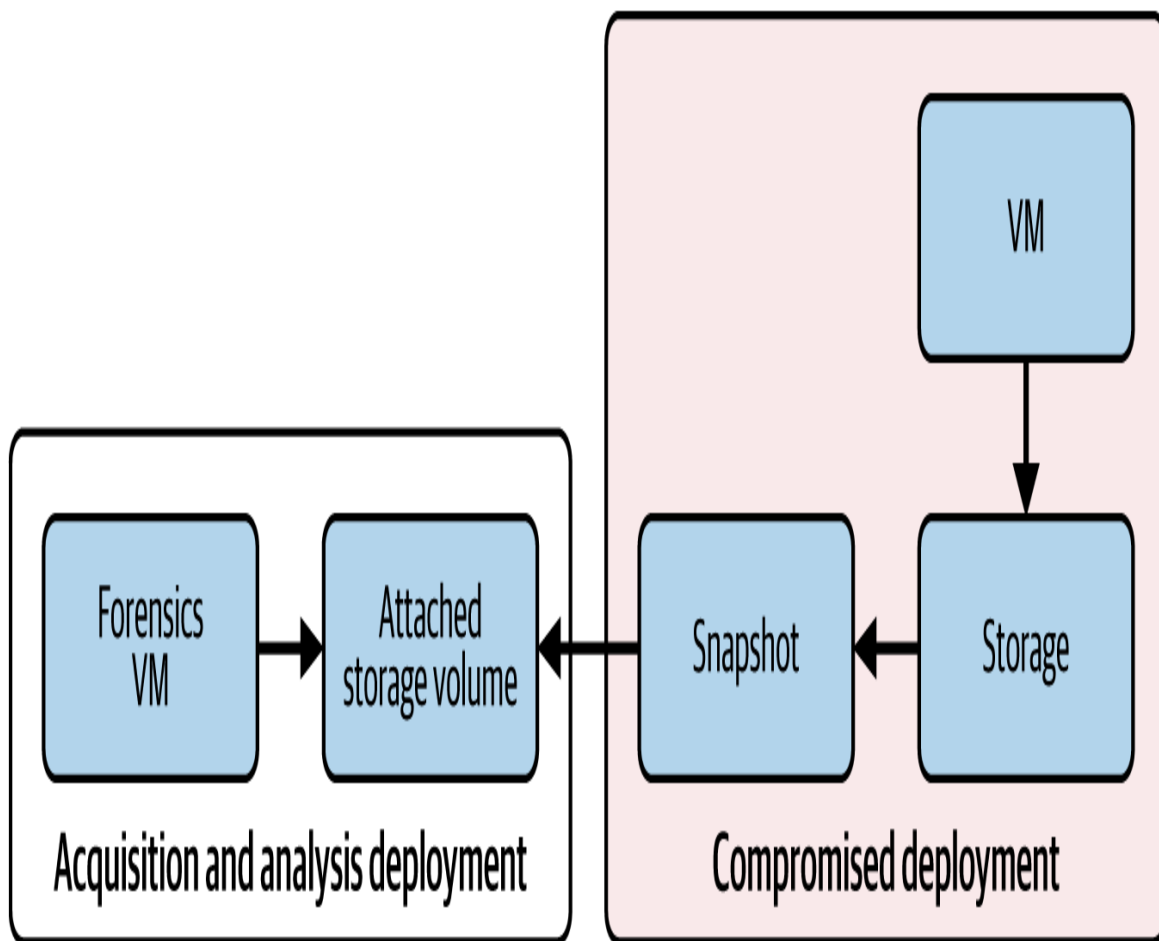 VM
Forensics
VM
Attached
storage volume
Snapshot
Storage
Acquisition and analysis deployment
Compromised deployment